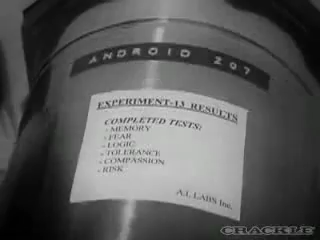 ANDROID 207
EXPERIMENT-13 RESULTS
COMPLETED TESTS:
- MEMORY
- FEAR
- LOGIC
- TOLERANCE
- COMPASSION
- RISK
A.I. LABS Inc.
CRACKLE